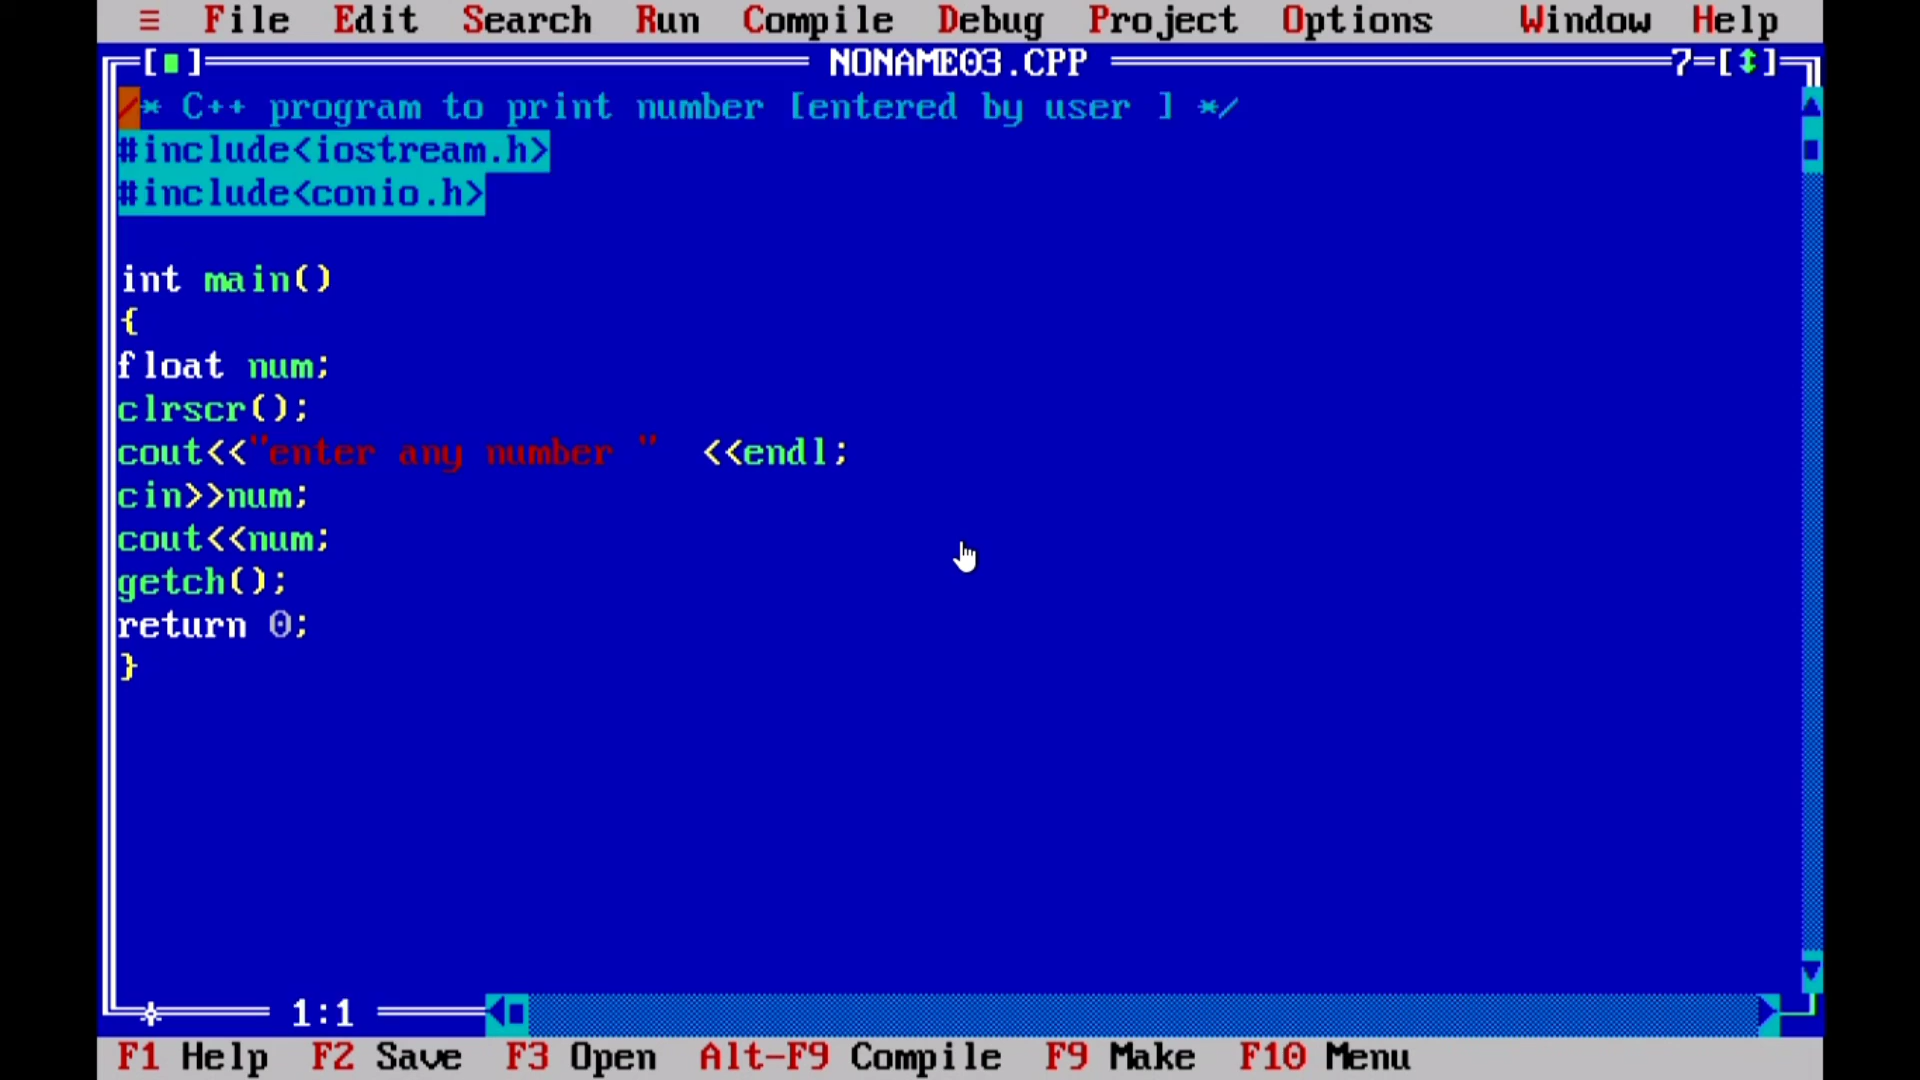 ≡ File Edit Search Run Compile Debug Project Options Window Help
[■] NONAME03.CPP 7=[↕]
/* C++ program to print number [entered by user ] */
#include<iostream.h>
#include<conio.h>
int main()
{
float num;
clrscr();
cout<<"enter any number "  <<endl;
cin>>num;
cout<<num;
getch();
return 0;
}
1:1
F1 Help F2 Save F3 Open Alt-F9 Compile F9 Make F10 Menu